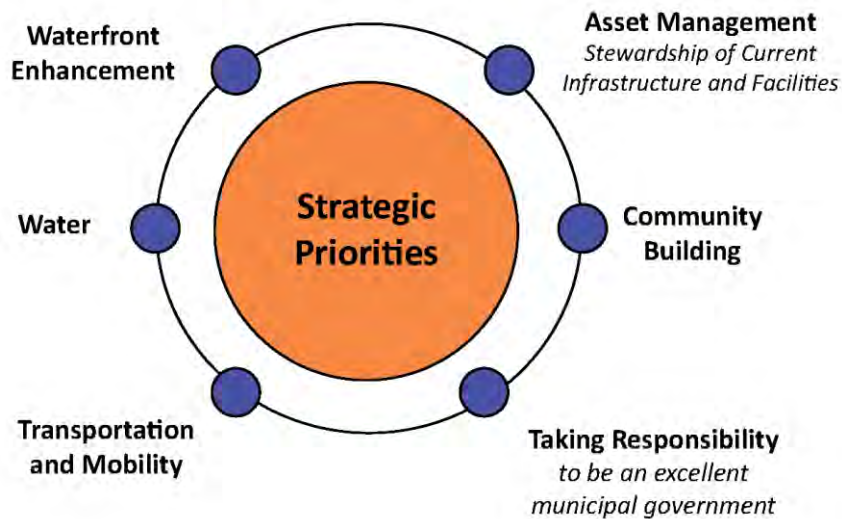 Waterfront
Enhancement
Asset Management
Stewardship of Current
Infrastructure and Facilities
Water
Strategic
Priorities
Community
Building
Transportation
and Mobility
Taking Responsibility
to be an excellent
municipal government